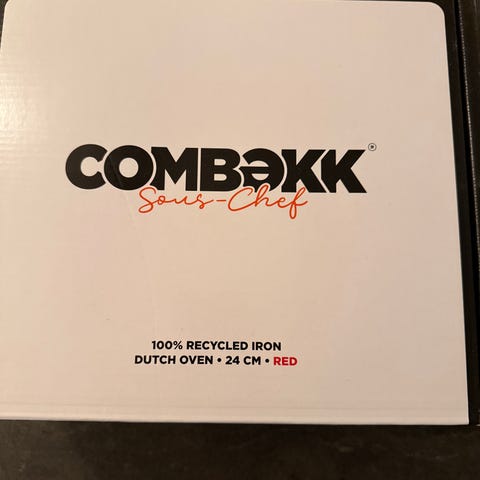 COMBƏKK®
Sous-Chef
100% RECYCLED IRON
DUTCH OVEN • 24 CM • RED